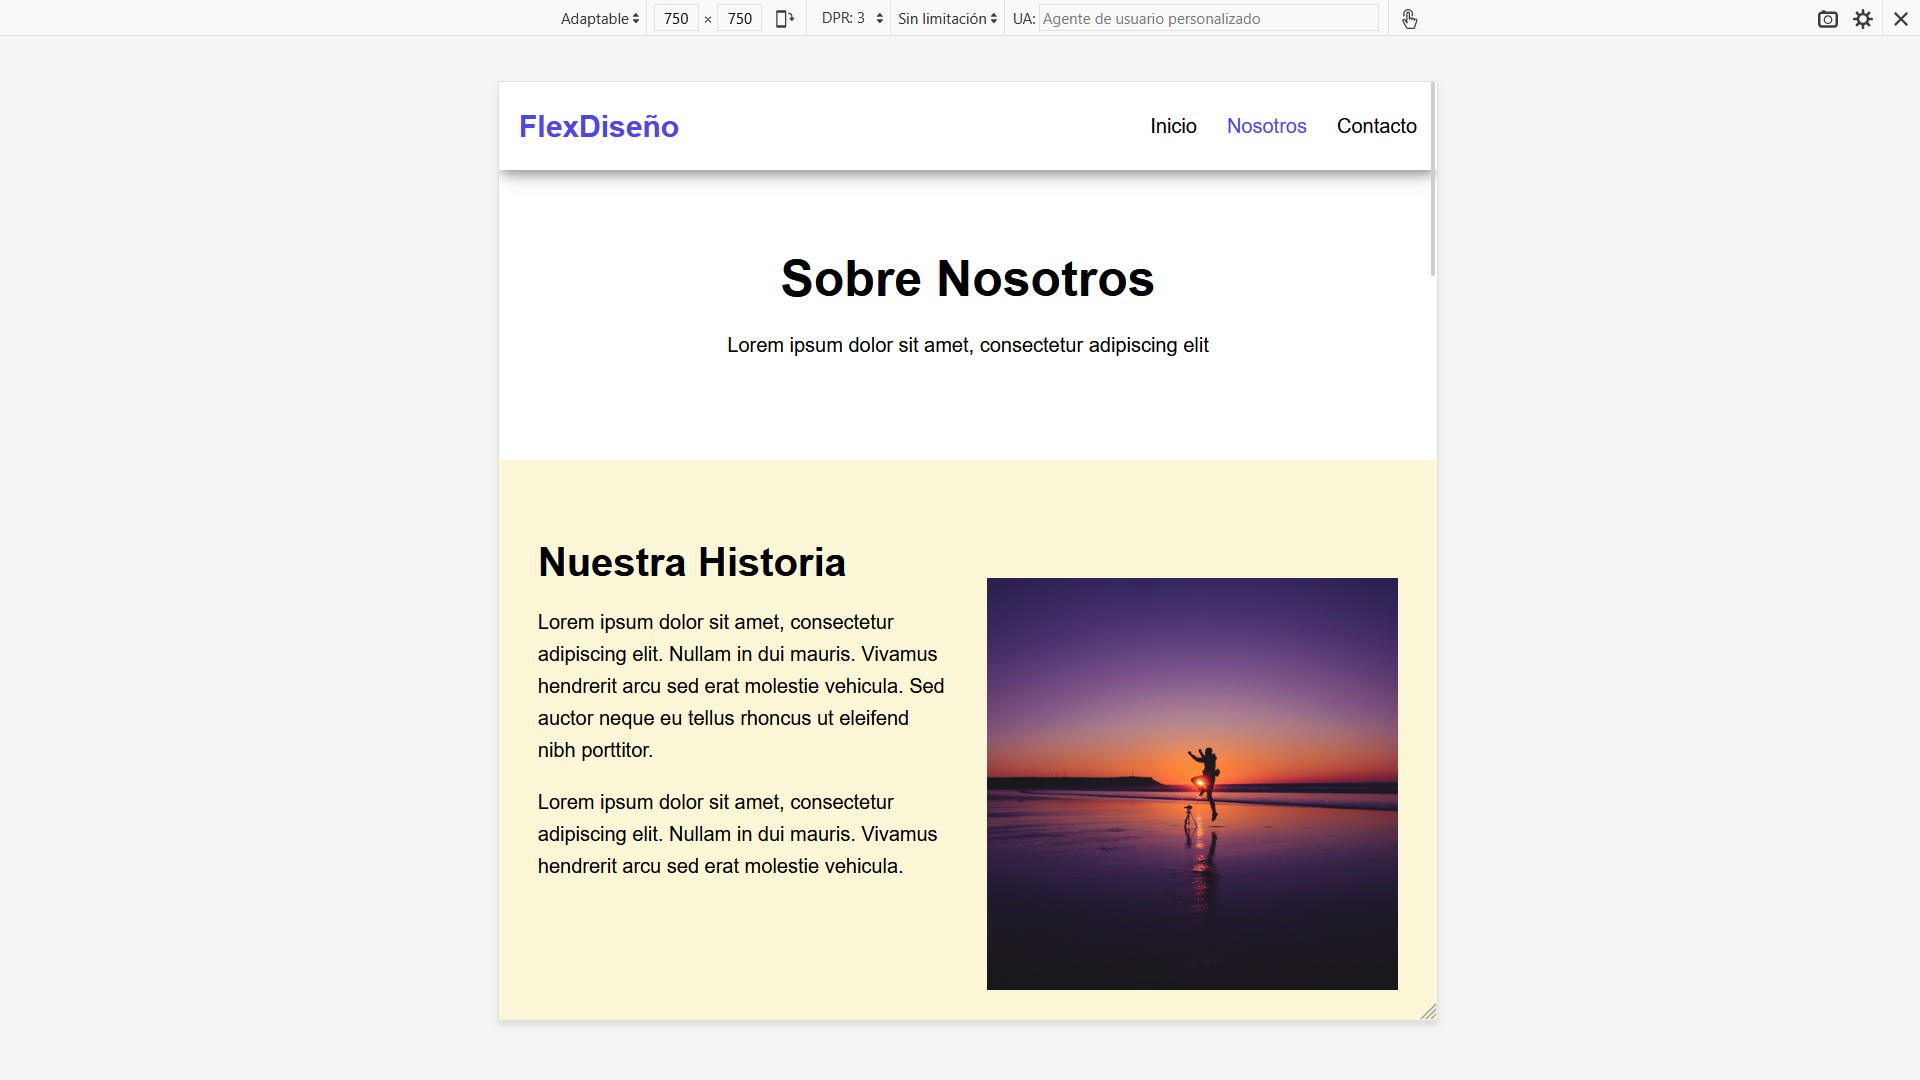 Adaptable 750 × 750 DPR: 3 Sin limitación UA: Agente de usuario personalizado
FlexDiseño Inicio Nosotros Contacto
Sobre Nosotros
Lorem ipsum dolor sit amet, consectetur adipiscing elit
Nuestra Historia
Lorem ipsum dolor sit amet, consectetur
adipiscing elit. Nullam in dui mauris. Vivamus
hendrerit arcu sed erat molestie vehicula. Sed
auctor neque eu tellus rhoncus ut eleifend
nibh porttitor.
Lorem ipsum dolor sit amet, consectetur
adipiscing elit. Nullam in dui mauris. Vivamus
hendrerit arcu sed erat molestie vehicula.